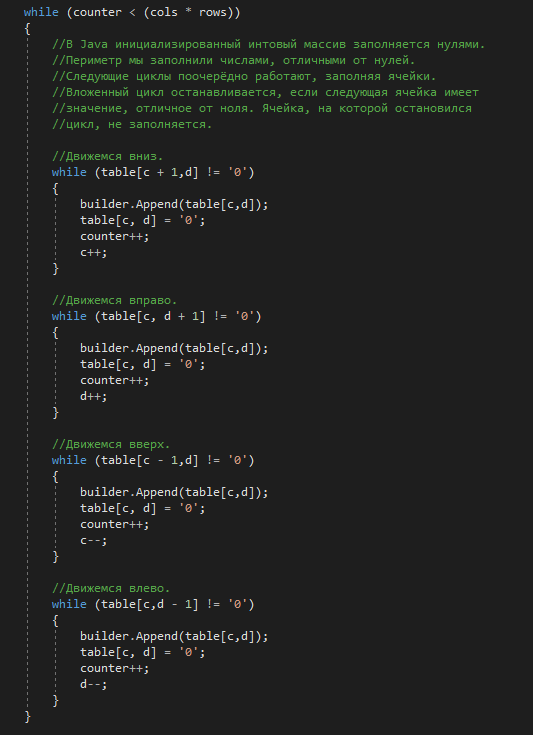 while (counter < (cols * rows))
{
//В Java инициализированный интовый массив заполняется нулями.
//Периметр мы заполнили числами, отличными от нулей.
//Следующие циклы поочерёдно работают, заполняя ячейки.
//Вложенный цикл останавливается, если следующая ячейка имеет
//значение, отличное от ноля. Ячейка, на которой остановился
//цикл, не заполняется.
//Движемся вниз.
while (table[c + 1,d] != '0')
{
builder.Append(table[c,d]);
table[c, d] = '0';
counter++;
c++;
}
//Движемся вправо.
while (table[c, d + 1] != '0')
{
builder.Append(table[c,d]);
table[c, d] = '0';
counter++;
d++;
}
//Движемся вверх.
while (table[c - 1,d] != '0')
{
builder.Append(table[c,d]);
table[c, d] = '0';
counter++;
c--;
}
//Движемся влево.
while (table[c,d - 1] != '0')
{
builder.Append(table[c,d]);
table[c, d] = '0';
counter++;
d--;
}
}